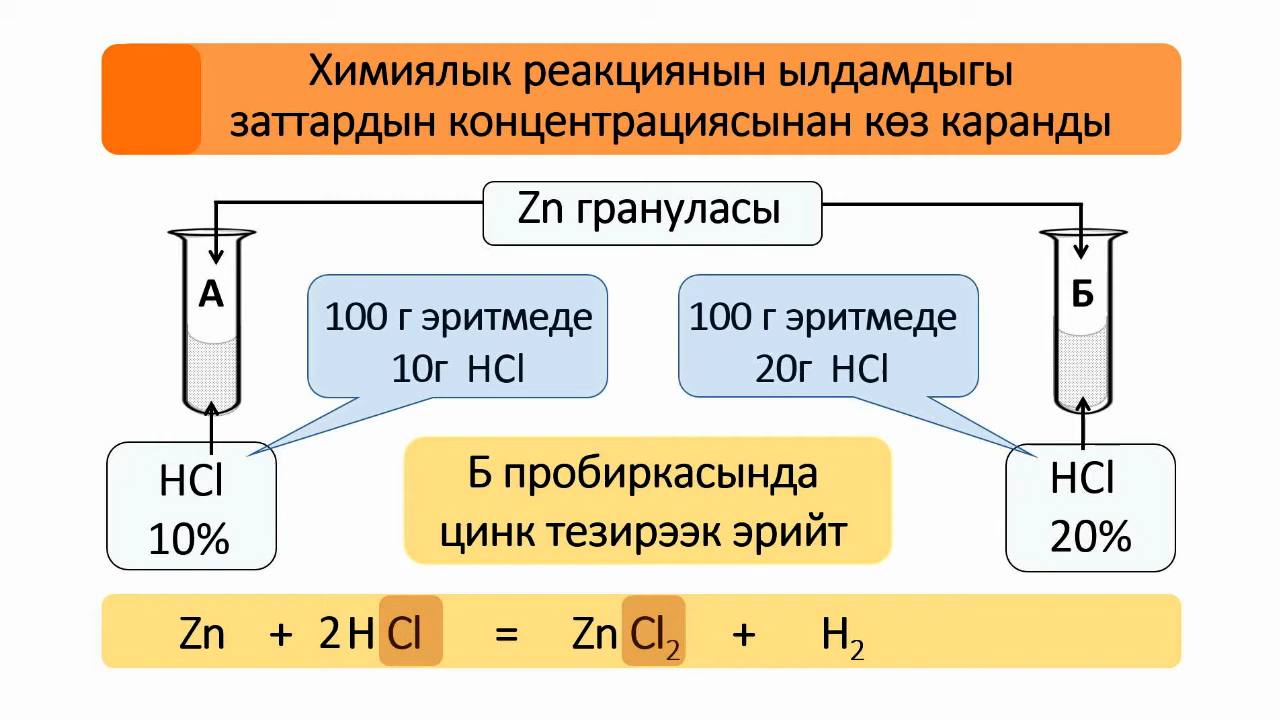 Химиялык реакциянын ылдамдыгы
заттардын концентрациясынан көз каранды
Zn грануласы
А
Б
100 г эритмеде
10г HCl
100 г эритмеде
20г HCl
HCl
10%
Б пробиркасында
цинк тезирээк эрийт
HCl
20%
Zn + 2HCl = ZnCl₂ + H₂